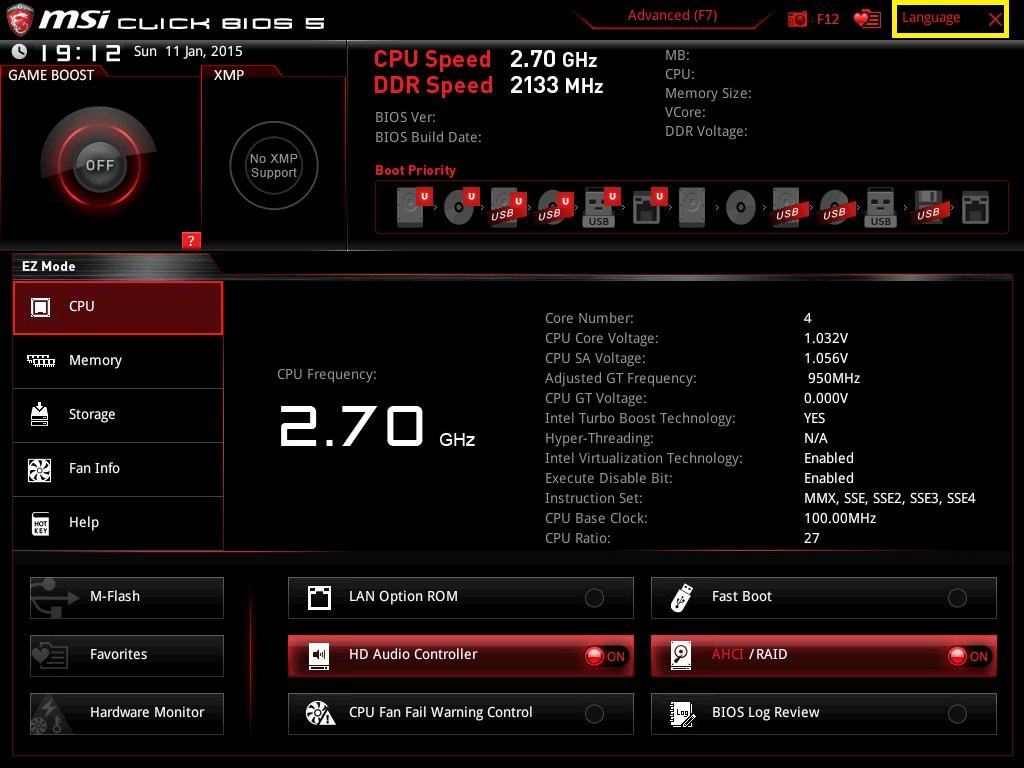 msi CLICK BIOS 5
Advanced (F7)
: F12
Language
19:12 Sun 11 Jan, 2015
GAME BOOST
XMP
OFF
No XMP
Support
?
CPU Speed 2.70 GHz
DDR Speed 2133 MHz
BIOS Ver:
BIOS Build Date:
MB:
CPU:
Memory Size:
VCore:
DDR Voltage:
Boot Priority
U U U U U U
USB USB USB USB USB USB USB
EZ Mode
CPU
Memory
Storage
Fan Info
HOT KEY Help
CPU Frequency:
2.70 GHz
Core Number: 4
CPU Core Voltage: 1.032V
CPU SA Voltage: 1.056V
Adjusted GT Frequency: 950MHz
CPU GT Voltage: 0.000V
Intel Turbo Boost Technology: YES
Hyper-Threading: N/A
Intel Virtualization Technology: Enabled
Execute Disable Bit: Enabled
Instruction Set: MMX, SSE, SSE2, SSE3, SSE4
CPU Base Clock: 100.00MHz
CPU Ratio: 27
M-Flash
Favorites
Hardware Monitor
LAN Option ROM
HD Audio Controller ON
CPU Fan Fail Warning Control
Fast Boot
AHCI /RAID ON
Log BIOS Log Review